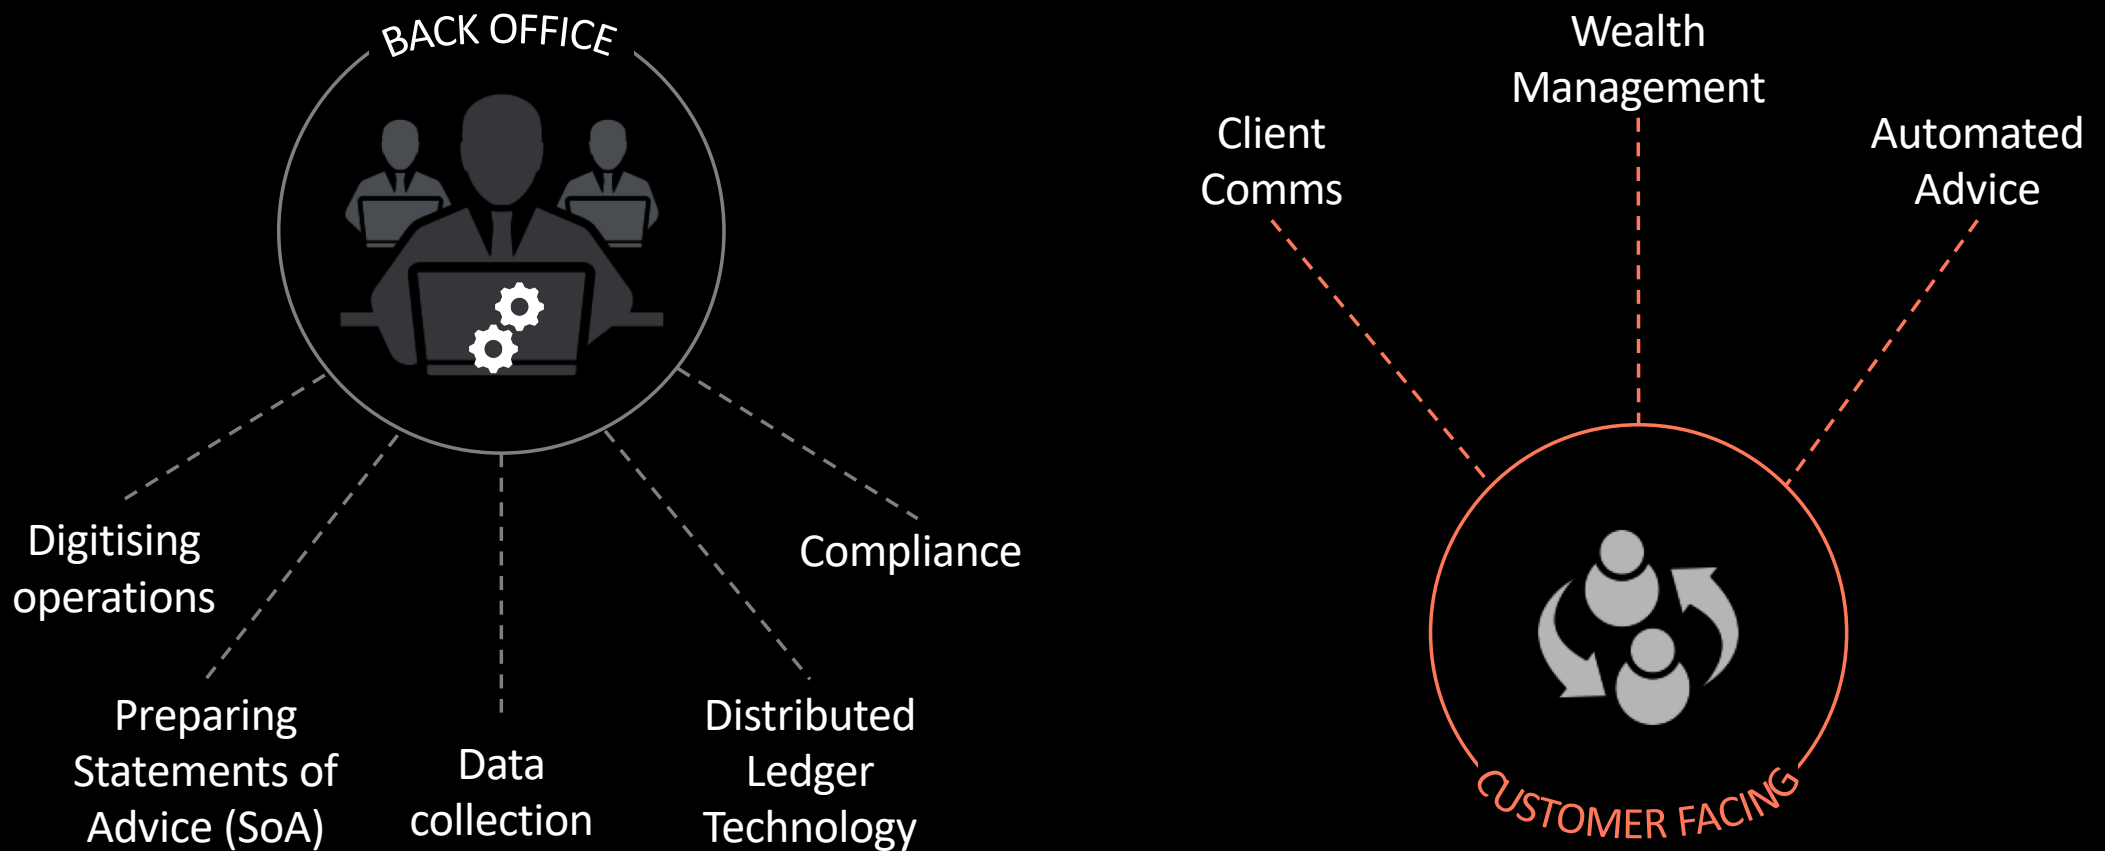 BACK OFFICE
Digitising
operations
Preparing
Statements of
Advice (SoA)
Data
collection
Distributed
Ledger
Technology
Compliance
Client
Comms
Wealth
Management
Automated
Advice
CUSTOMER FACING